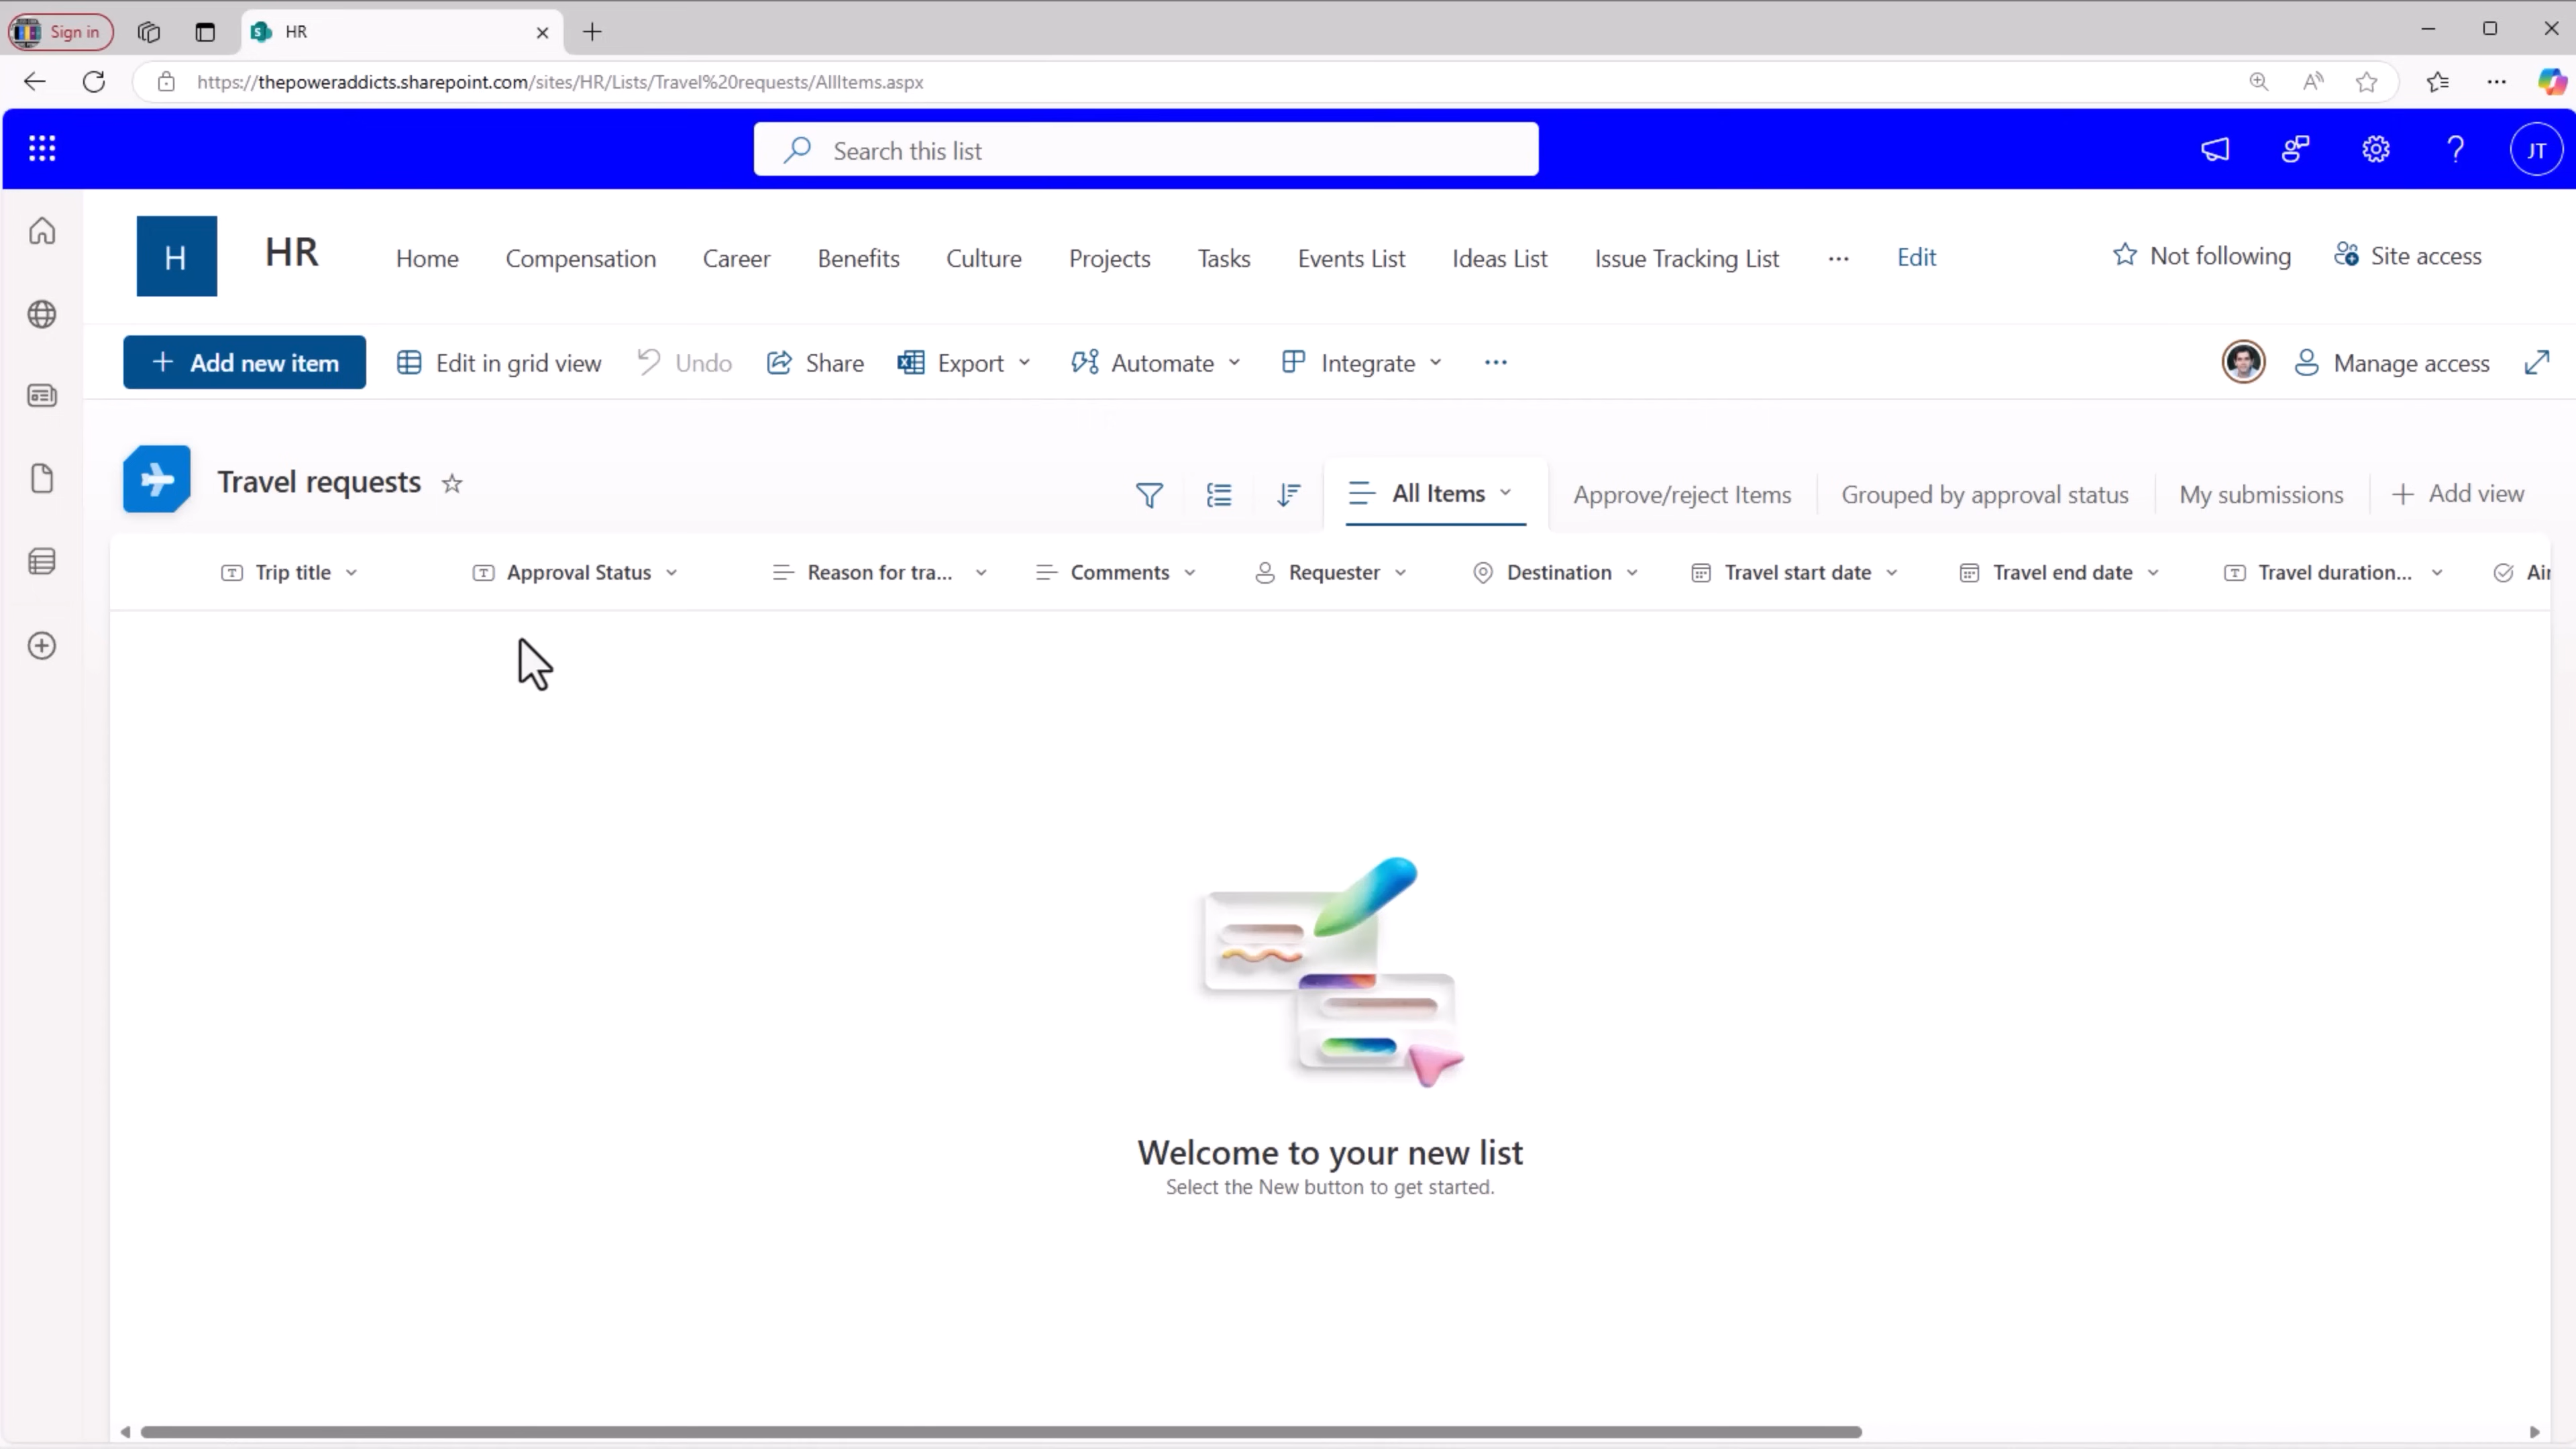 Sign in
HR
https://thepoweraddicts.sharepoint.com/sites/HR/Lists/Travel%20requests/AllItems.aspx
Search this list
JT
H
HR
Home
Compensation
Career
Benefits
Culture
Projects
Tasks
Events List
Ideas List
Issue Tracking List
...
Edit
Not following
Site access
+ Add new item
Edit in grid view
Undo
Share
Export
Automate
Integrate
...
Manage access
Travel requests
All Items
Approve/reject Items
Grouped by approval status
My submissions
+ Add view
Trip title
Approval Status
Reason for tra...
Comments
Requester
Destination
Travel start date
Travel end date
Travel duration...
Welcome to your new list
Select the New button to get started.